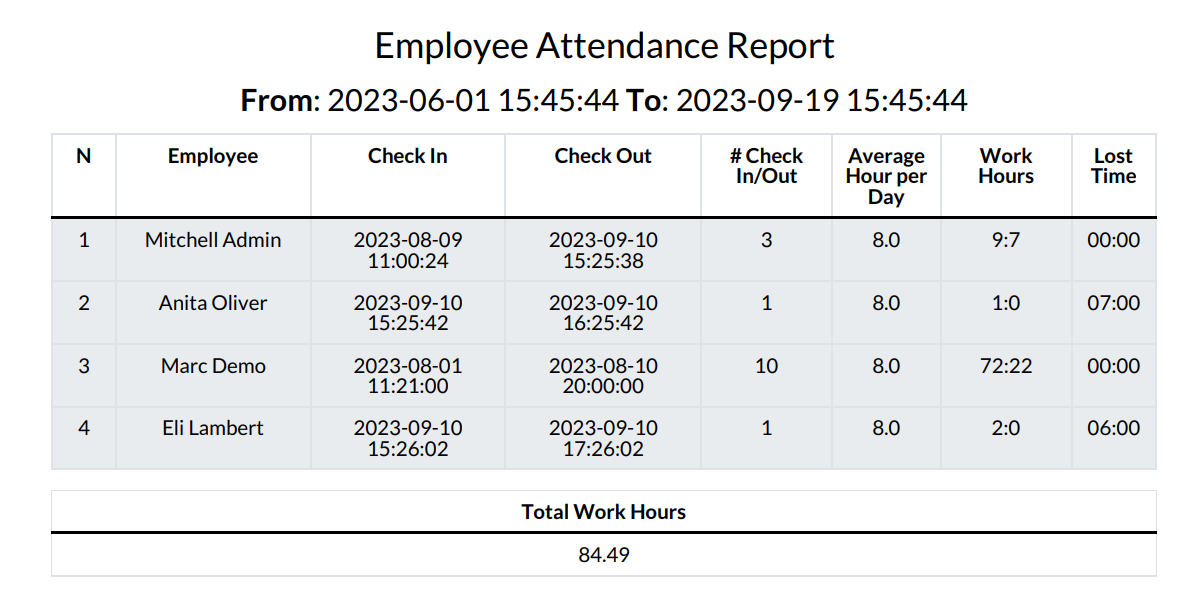 Employee Attendance Report
From: 2023-06-01 15:45:44 To: 2023-09-19 15:45:44
N Employee Check In Check Out # Check In/Out Average Hour per Day Work Hours Lost Time
1 Mitchell Admin 2023-08-09 11:00:24 2023-09-10 15:25:38 3 8.0 9:7 00:00
2 Anita Oliver 2023-09-10 15:25:42 2023-09-10 16:25:42 1 8.0 1:0 07:00
3 Marc Demo 2023-08-01 11:21:00 2023-08-10 20:00:00 10 8.0 72:22 00:00
4 Eli Lambert 2023-09-10 15:26:02 2023-09-10 17:26:02 1 8.0 2:0 06:00
Total Work Hours
84.49